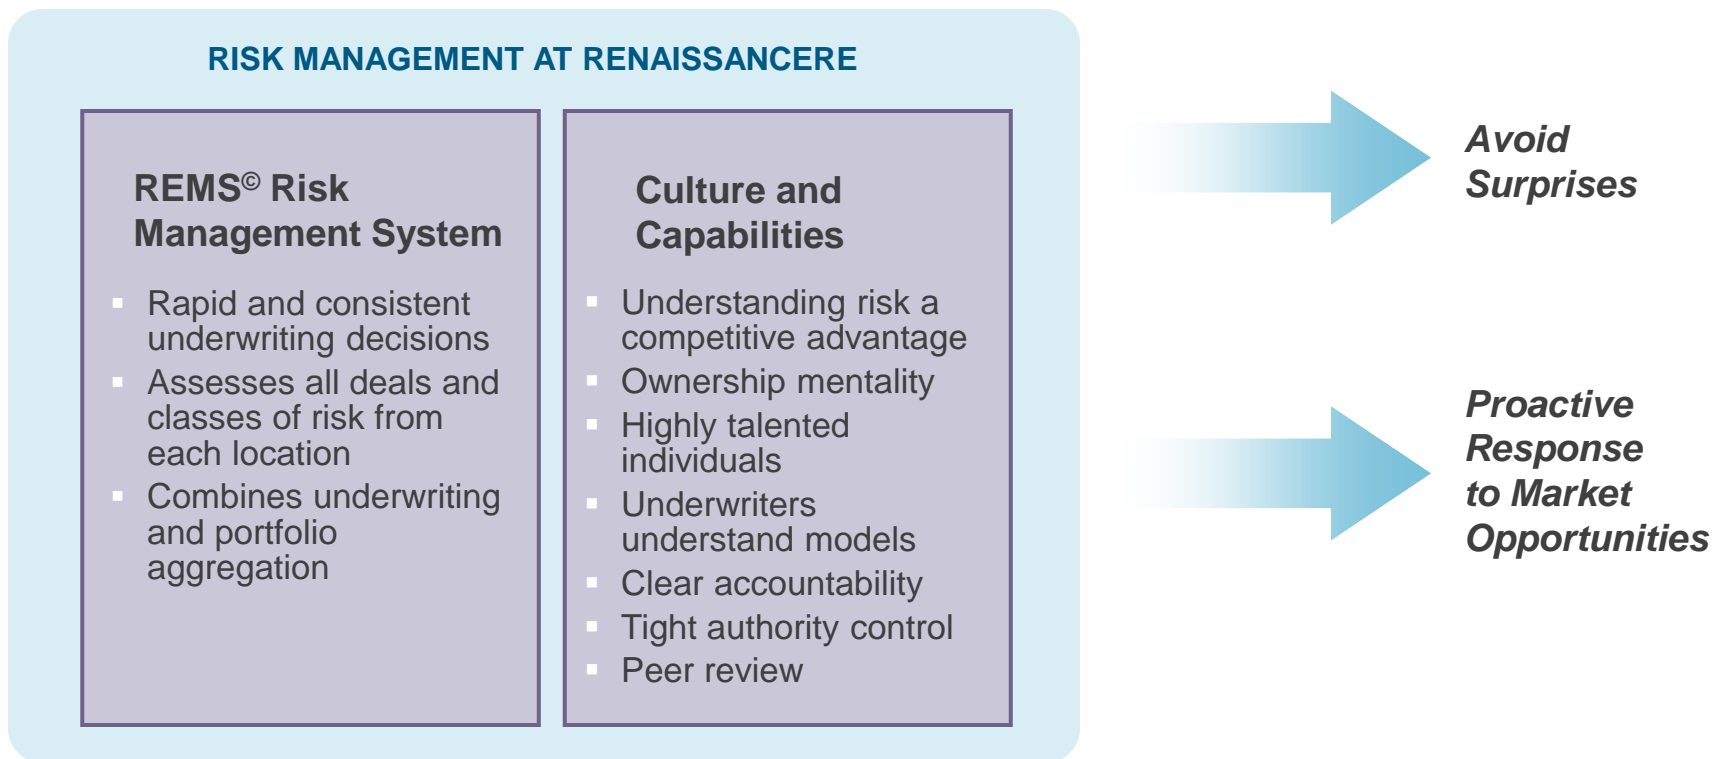 RISK MANAGEMENT AT RENAISSANCERE
REMS© Risk
Management System
▪ Rapid and consistent
underwriting decisions
▪ Assesses all deals and
classes of risk from
each location
▪ Combines underwriting
and portfolio
aggregation
Culture and
Capabilities
▪ Understanding risk a
competitive advantage
▪ Ownership mentality
▪ Highly talented
individuals
▪ Underwriters
understand models
▪ Clear accountability
▪ Tight authority control
▪ Peer review
Avoid
Surprises
Proactive
Response
to Market
Opportunities